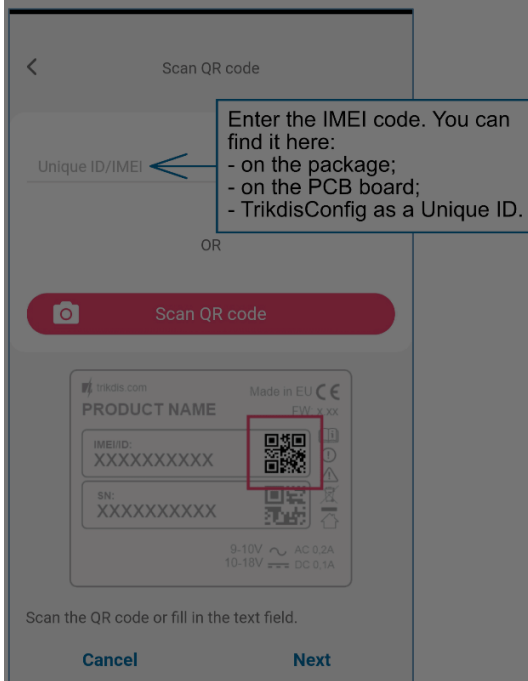 Scan QR code
Enter the IMEI code. You can
find it here:
- on the package;
- on the PCB board;
- TrikdisConfig as a Unique ID.
Unique ID/IMEI
OR
Scan QR code
trikdis.com
Made in EU CE
PRODUCT NAME
FW: x.xx
IMEI/ID:
XXXXXXXXXX
SN:
XXXXXXXXXX
9-10V AC 0,2A
10-18V DC 0,1A
Scan the QR code or fill in the text field.
Cancel Next